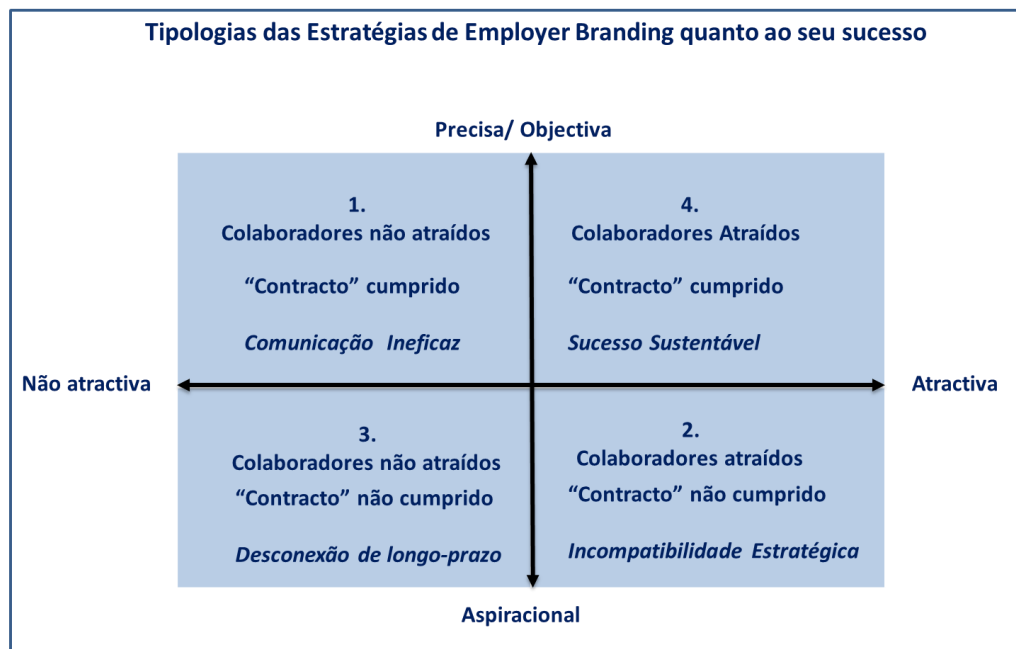 Tipologias das Estratégias de Employer Branding quanto ao seu sucesso
Precisa/ Objectiva
1.
Colaboradores não atraídos
“Contracto” cumprido
Comunicação Ineficaz
4.
Colaboradores Atraídos
“Contracto” cumprido
Sucesso Sustentável
Não atractiva
Atractiva
3.
Colaboradores não atraídos
“Contracto” não cumprido
Desconexão de longo-prazo
2.
Colaboradores atraídos
“Contracto” não cumprido
Incompatibilidade Estratégica
Aspiracional